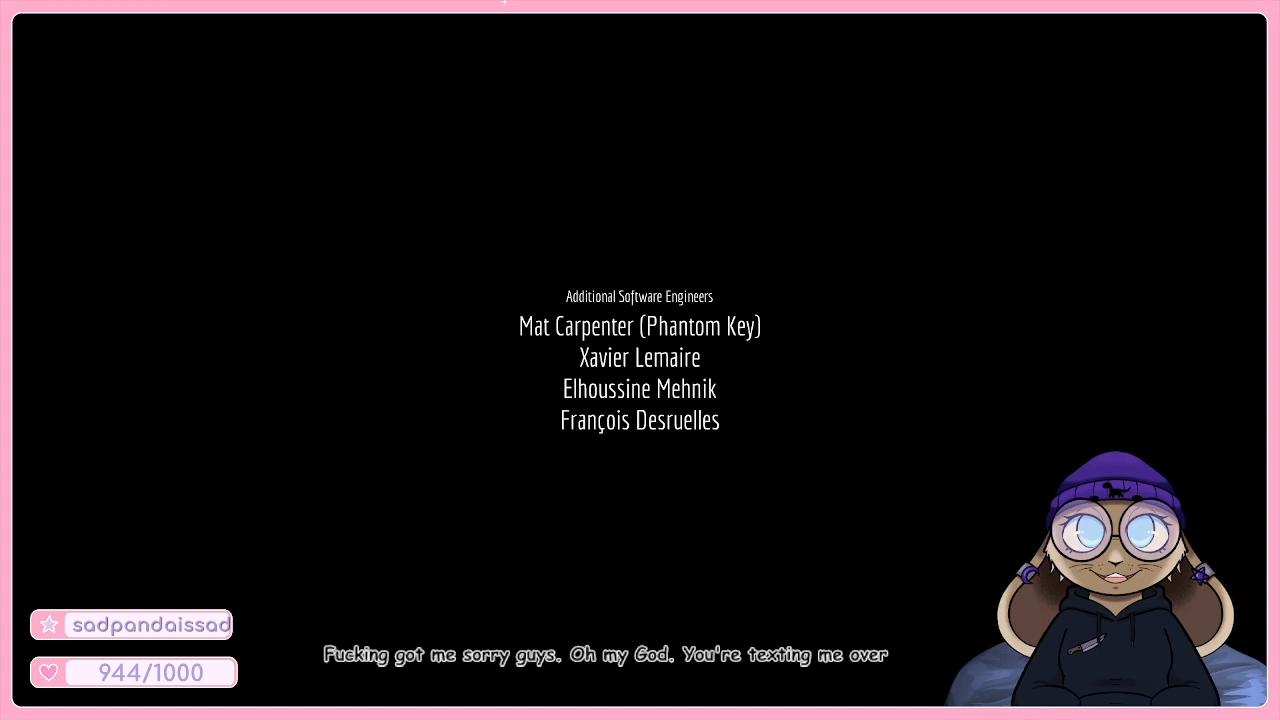 Additional Software Engineers
Mat Carpenter (Phantom Key)
Xavier Lemaire
Elhoussine Mehnik
François Desruelles
sadpandaissad
944/1000
Fucking got me sorry guys. Oh my God. You're texting me over